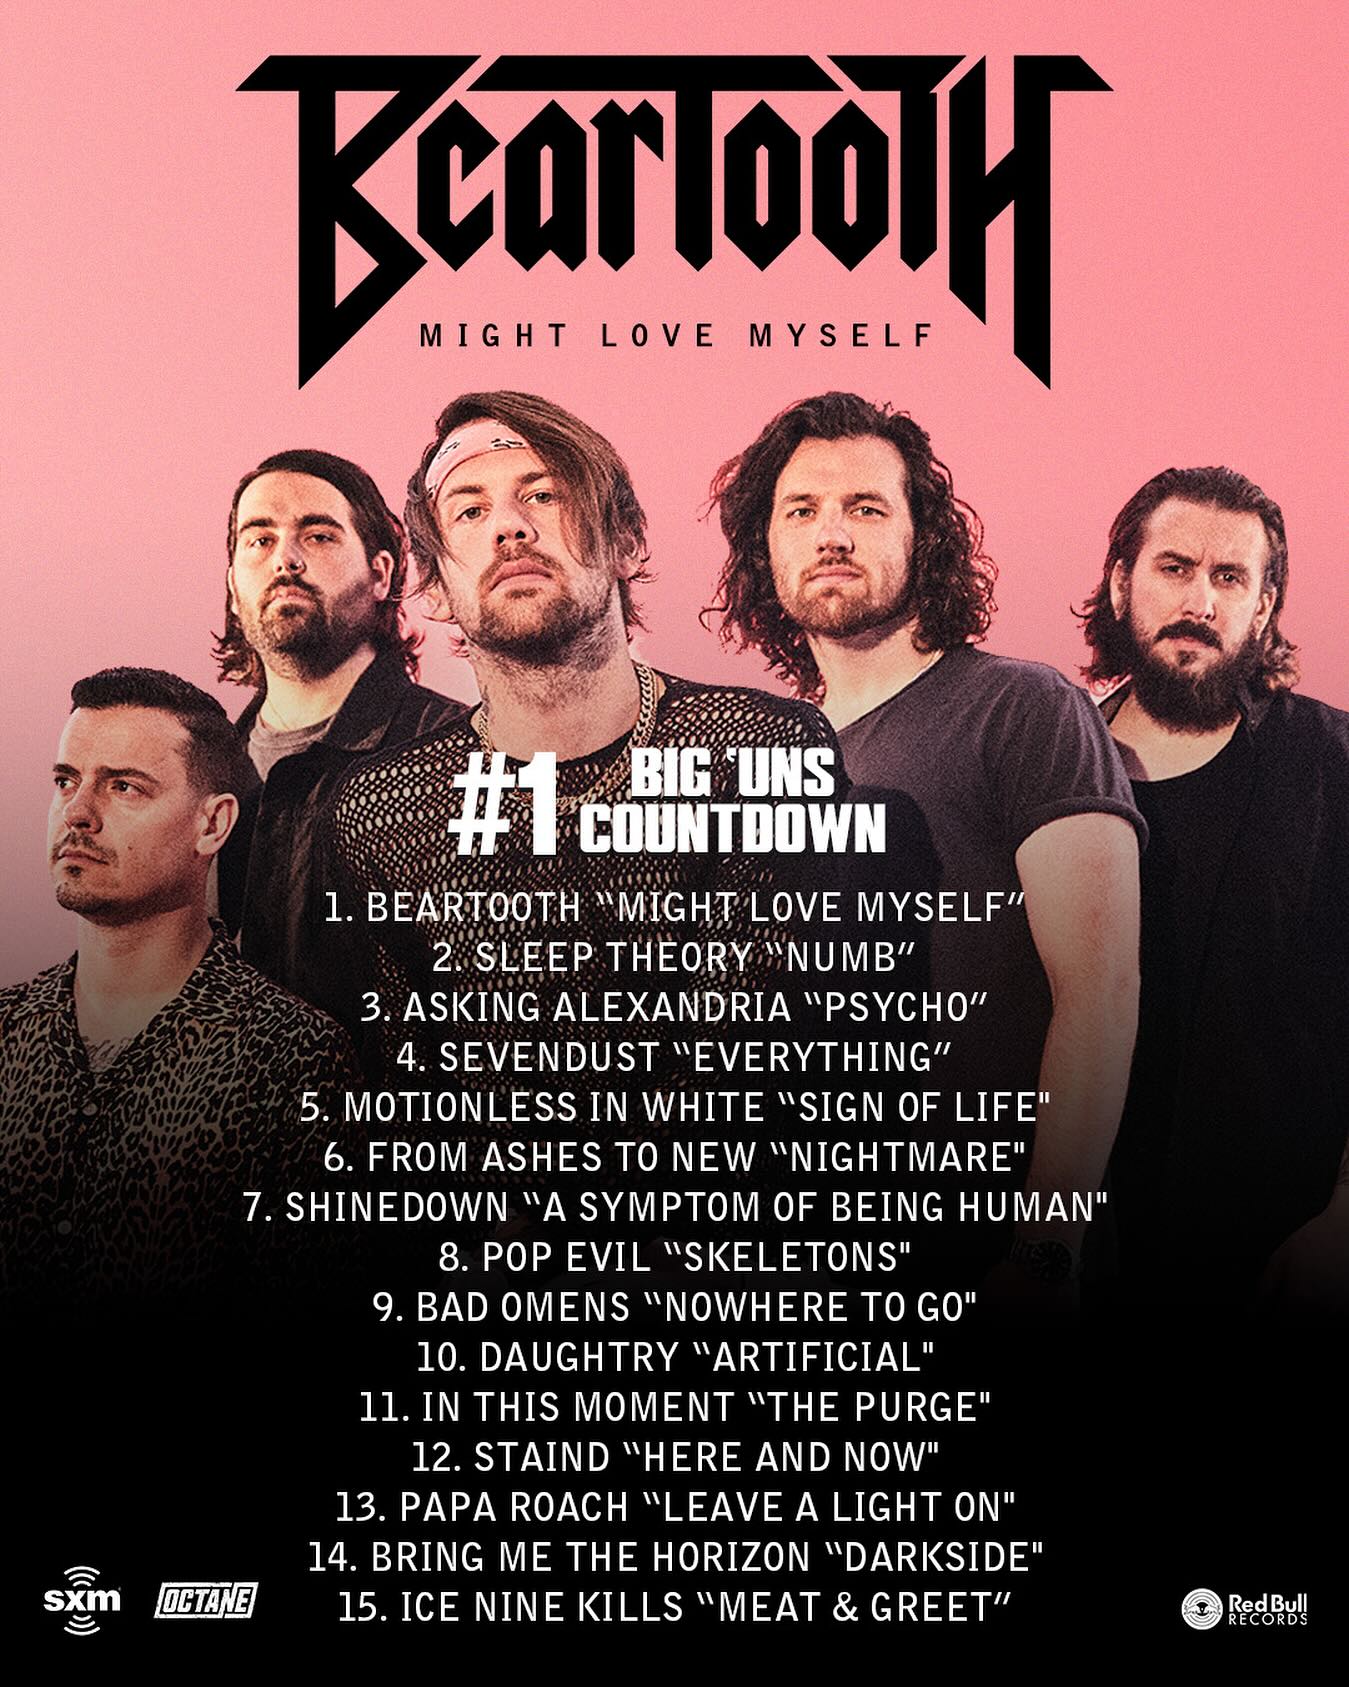 BEARTOOTH
MIGHT LOVE MYSELF
#1 BIG 'UNS
COUNTDOWN
1. BEARTOOTH "MIGHT LOVE MYSELF"
2. SLEEP THEORY "NUMB"
3. ASKING ALEXANDRIA "PSYCHO"
4. SEVENDUST "EVERYTHING"
5. MOTIONLESS IN WHITE "SIGN OF LIFE"
6. FROM ASHES TO NEW "NIGHTMARE"
7. SHINEDOWN "A SYMPTOM OF BEING HUMAN"
8. POP EVIL "SKELETONS"
9. BAD OMENS "NOWHERE TO GO"
10. DAUGHTRY "ARTIFICIAL"
11. IN THIS MOMENT "THE PURGE"
12. STAIND "HERE AND NOW"
13. PAPA ROACH "LEAVE A LIGHT ON"
14. BRING ME THE HORIZON "DARKSIDE"
15. ICE NINE KILLS "MEAT & GREET"
sxm
OCTANE
Red Bull
RECORDS